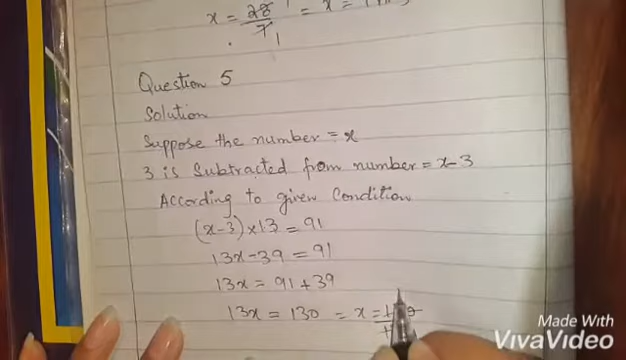 x = 28/7 = x =
Question 5
Solution
Suppose the number = x
3 is Subtracted from number = x-3
According to given Condition
(x-3)×13 = 91
13x-39 = 91
13x = 91+39
13x = 130 = x =
Made With
VivaVideo